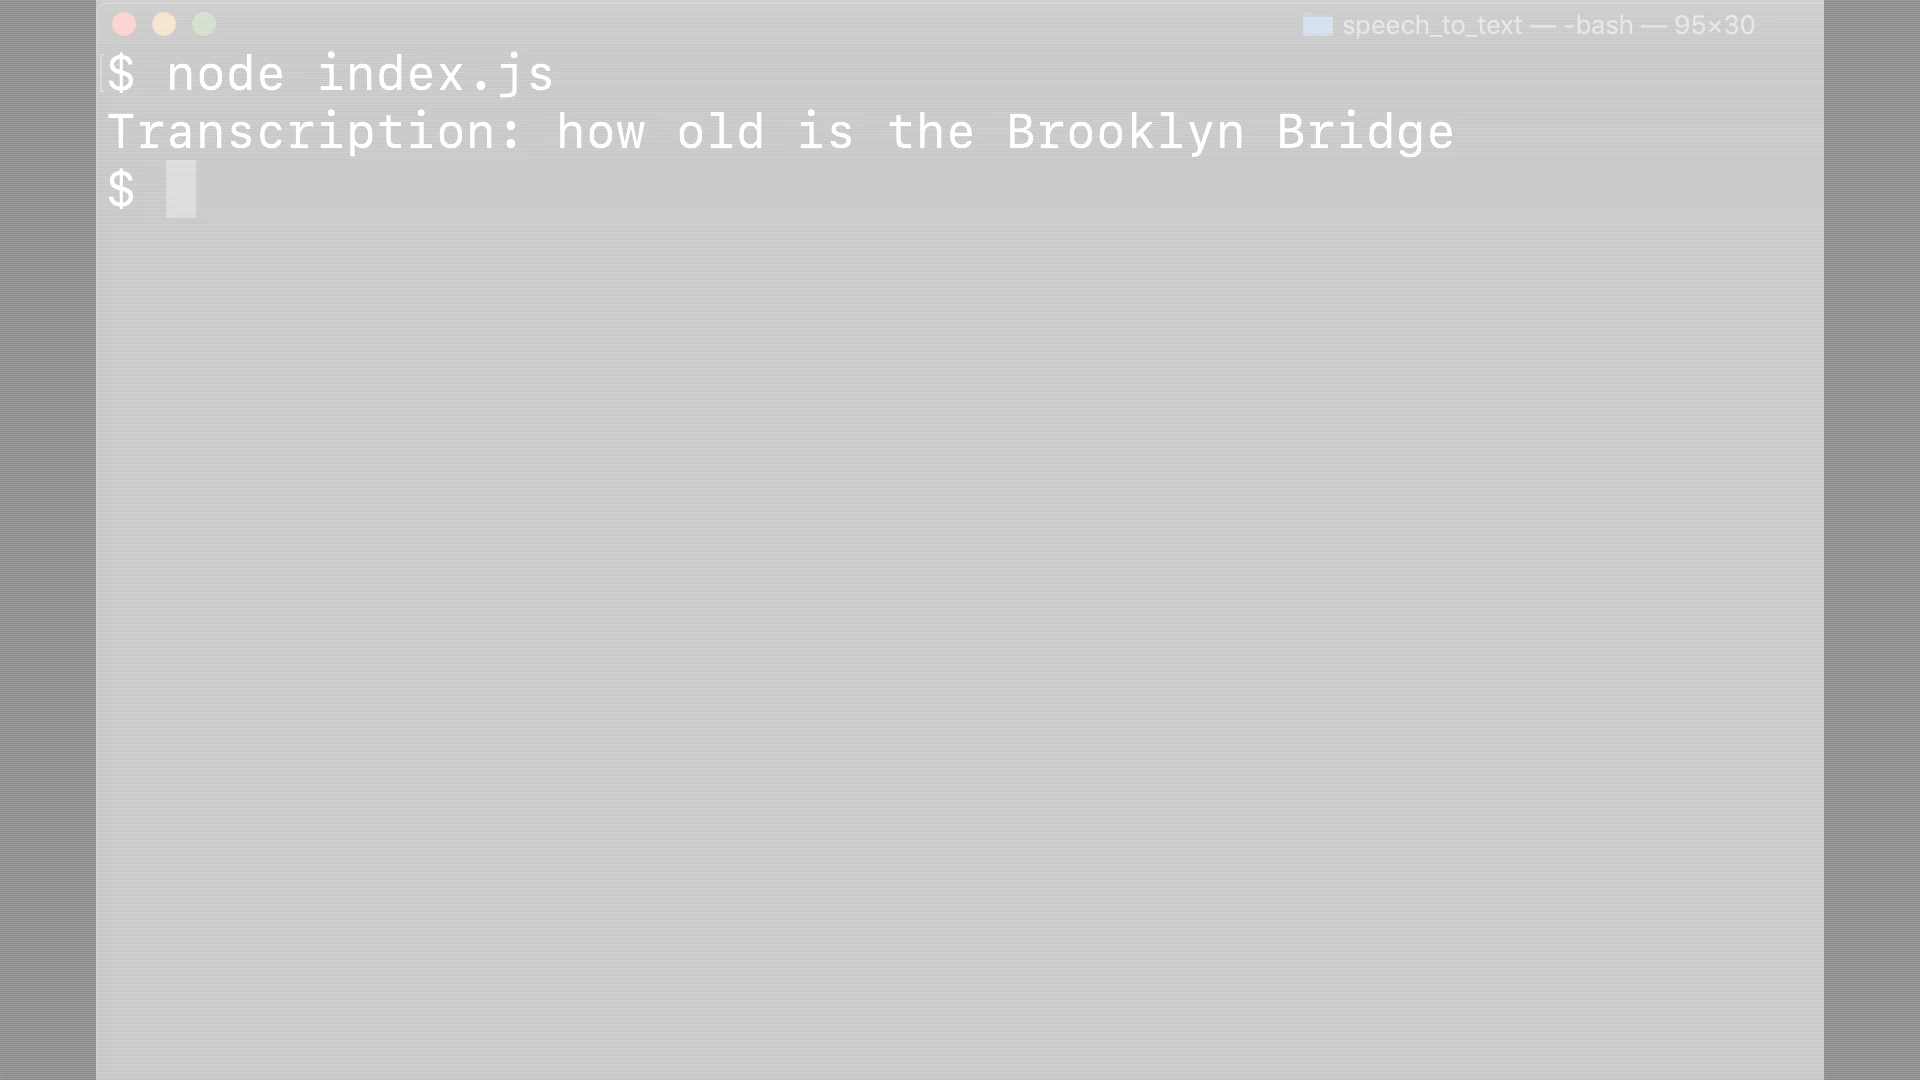 speech_to_text — -bash — 95×30
$ node index.js
Transcription: how old is the Brooklyn Bridge
$